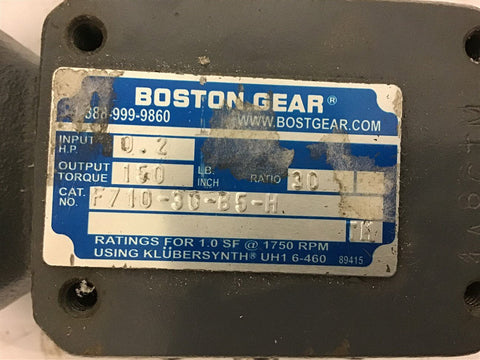 BOSTON GEAR®
888-999-9860 WWW.BOSTGEAR.COM
INPUT H.P. 0.2
OUTPUT TORQUE 150 LB. INCH RATIO 30
CAT. NO. F710-30-B5-H
RATINGS FOR 1.0 SF @ 1750 RPM
USING KLÜBERSYNTH® UH1 6-460 89415